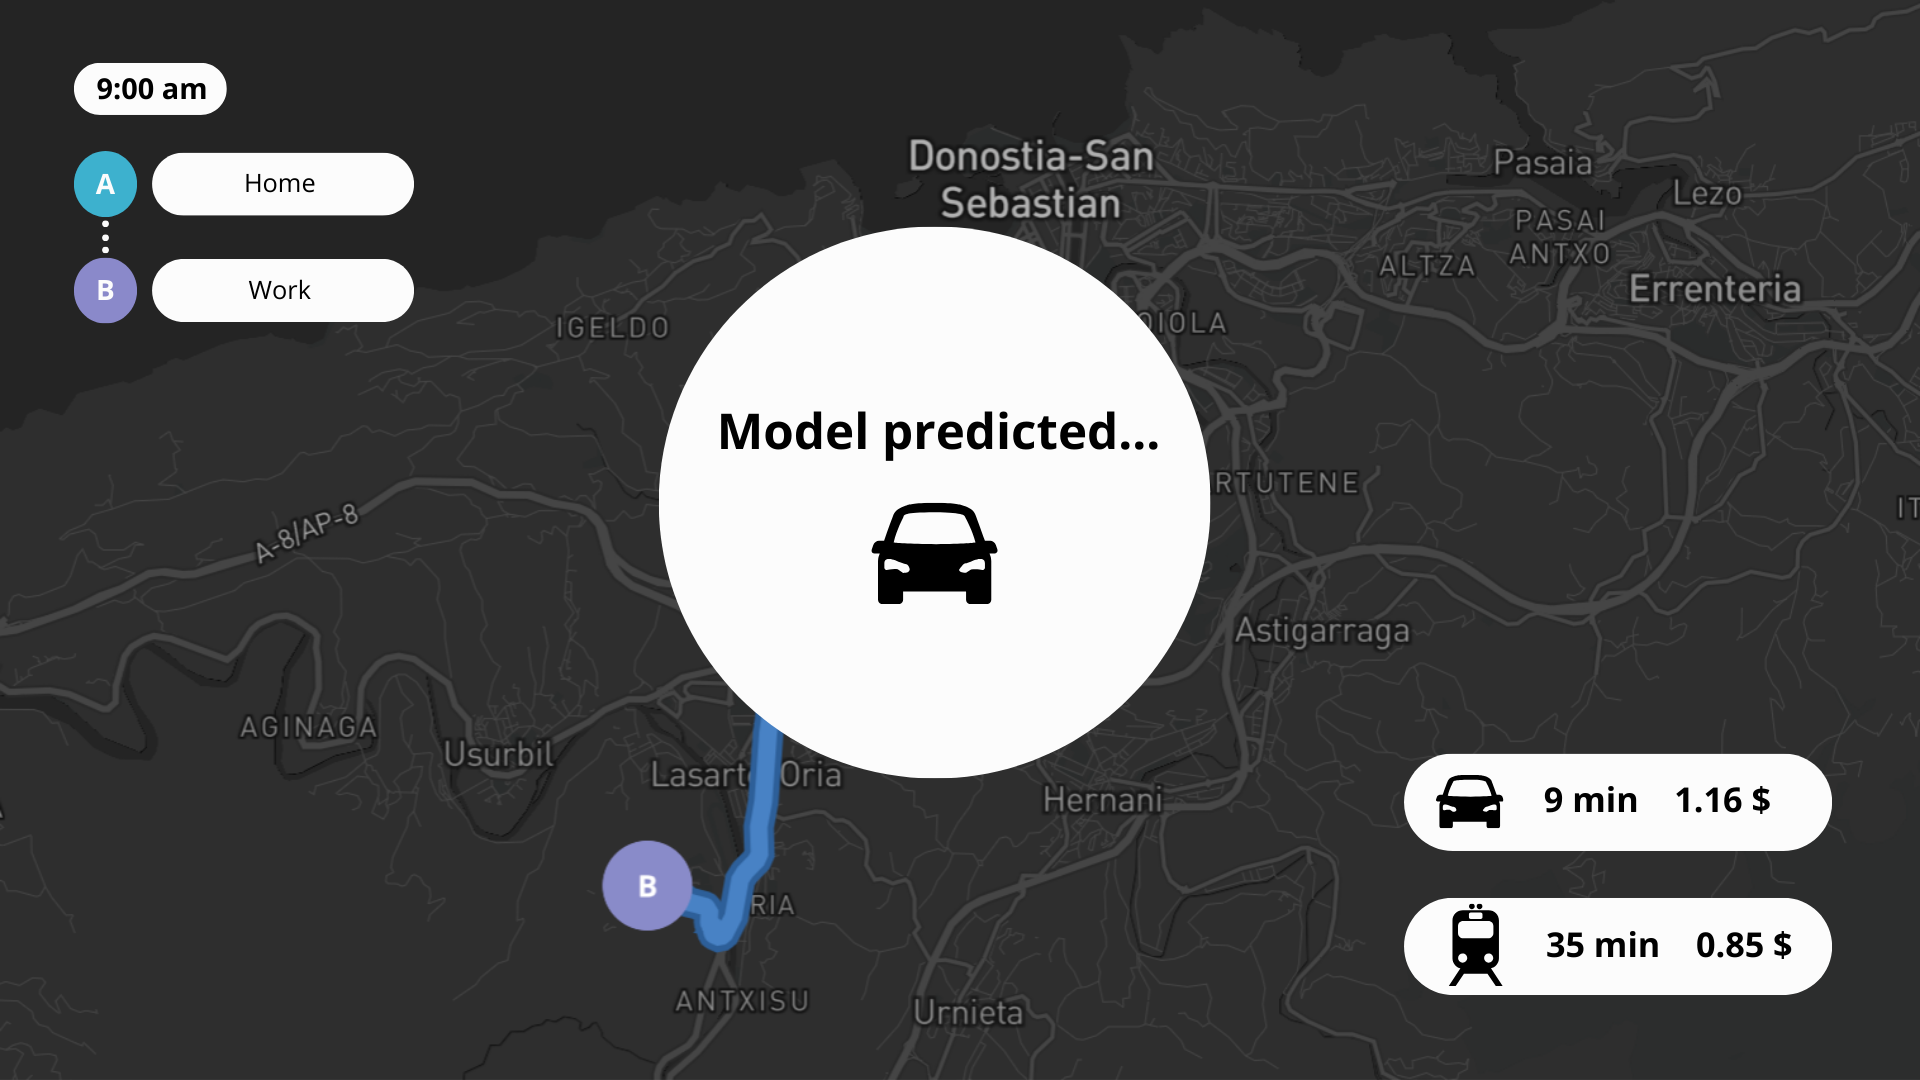 9:00 am
A
Home
B
Work
Donostia-San
Sebastian
Pasaia
Lezo
PASAI
ANTXO
ALTZA
Errenteria
IGELDO
OIOLA
Model predicted...
RTUTENE
IT
A-8/AP-8
Astigarraga
AGINAGA
Usurbil
Lasarte Oria
Hernani
9 min 1.16 $
B
RIA
35 min 0.85 $
ANTXISU
Urnieta